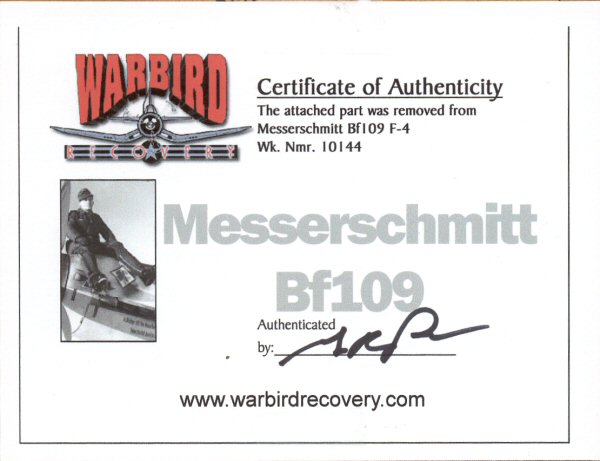 WARBIRD
RECOVERY
Certificate of Authenticity
The attached part was removed from
Messerschmitt Bf109 F-4
Wk. Nmr. 10144
Messerschmitt
Bf109
Authenticated
by:
www.warbirdrecovery.com